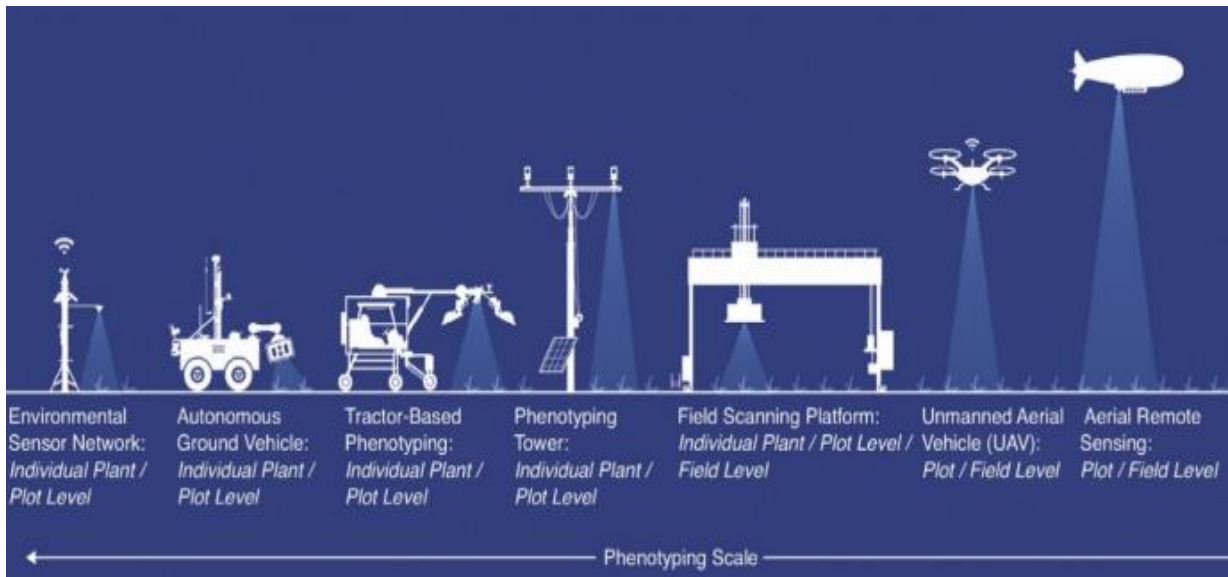 Environmental
Sensor Network:
Individual Plant /
Plot Level
Autonomous
Ground Vehicle:
Individual Plant /
Plot Level
Tractor-Based
Phenotyping:
Individual Plant /
Plot Level
Phenotyping
Tower:
Individual Plant /
Plot Level
Field Scanning Platform:
Individual Plant / Plot Level /
Field Level
Unmanned Aerial
Vehicle (UAV):
Plot / Field Level
Aerial Remote
Sensing:
Plot / Field Level
Phenotyping Scale